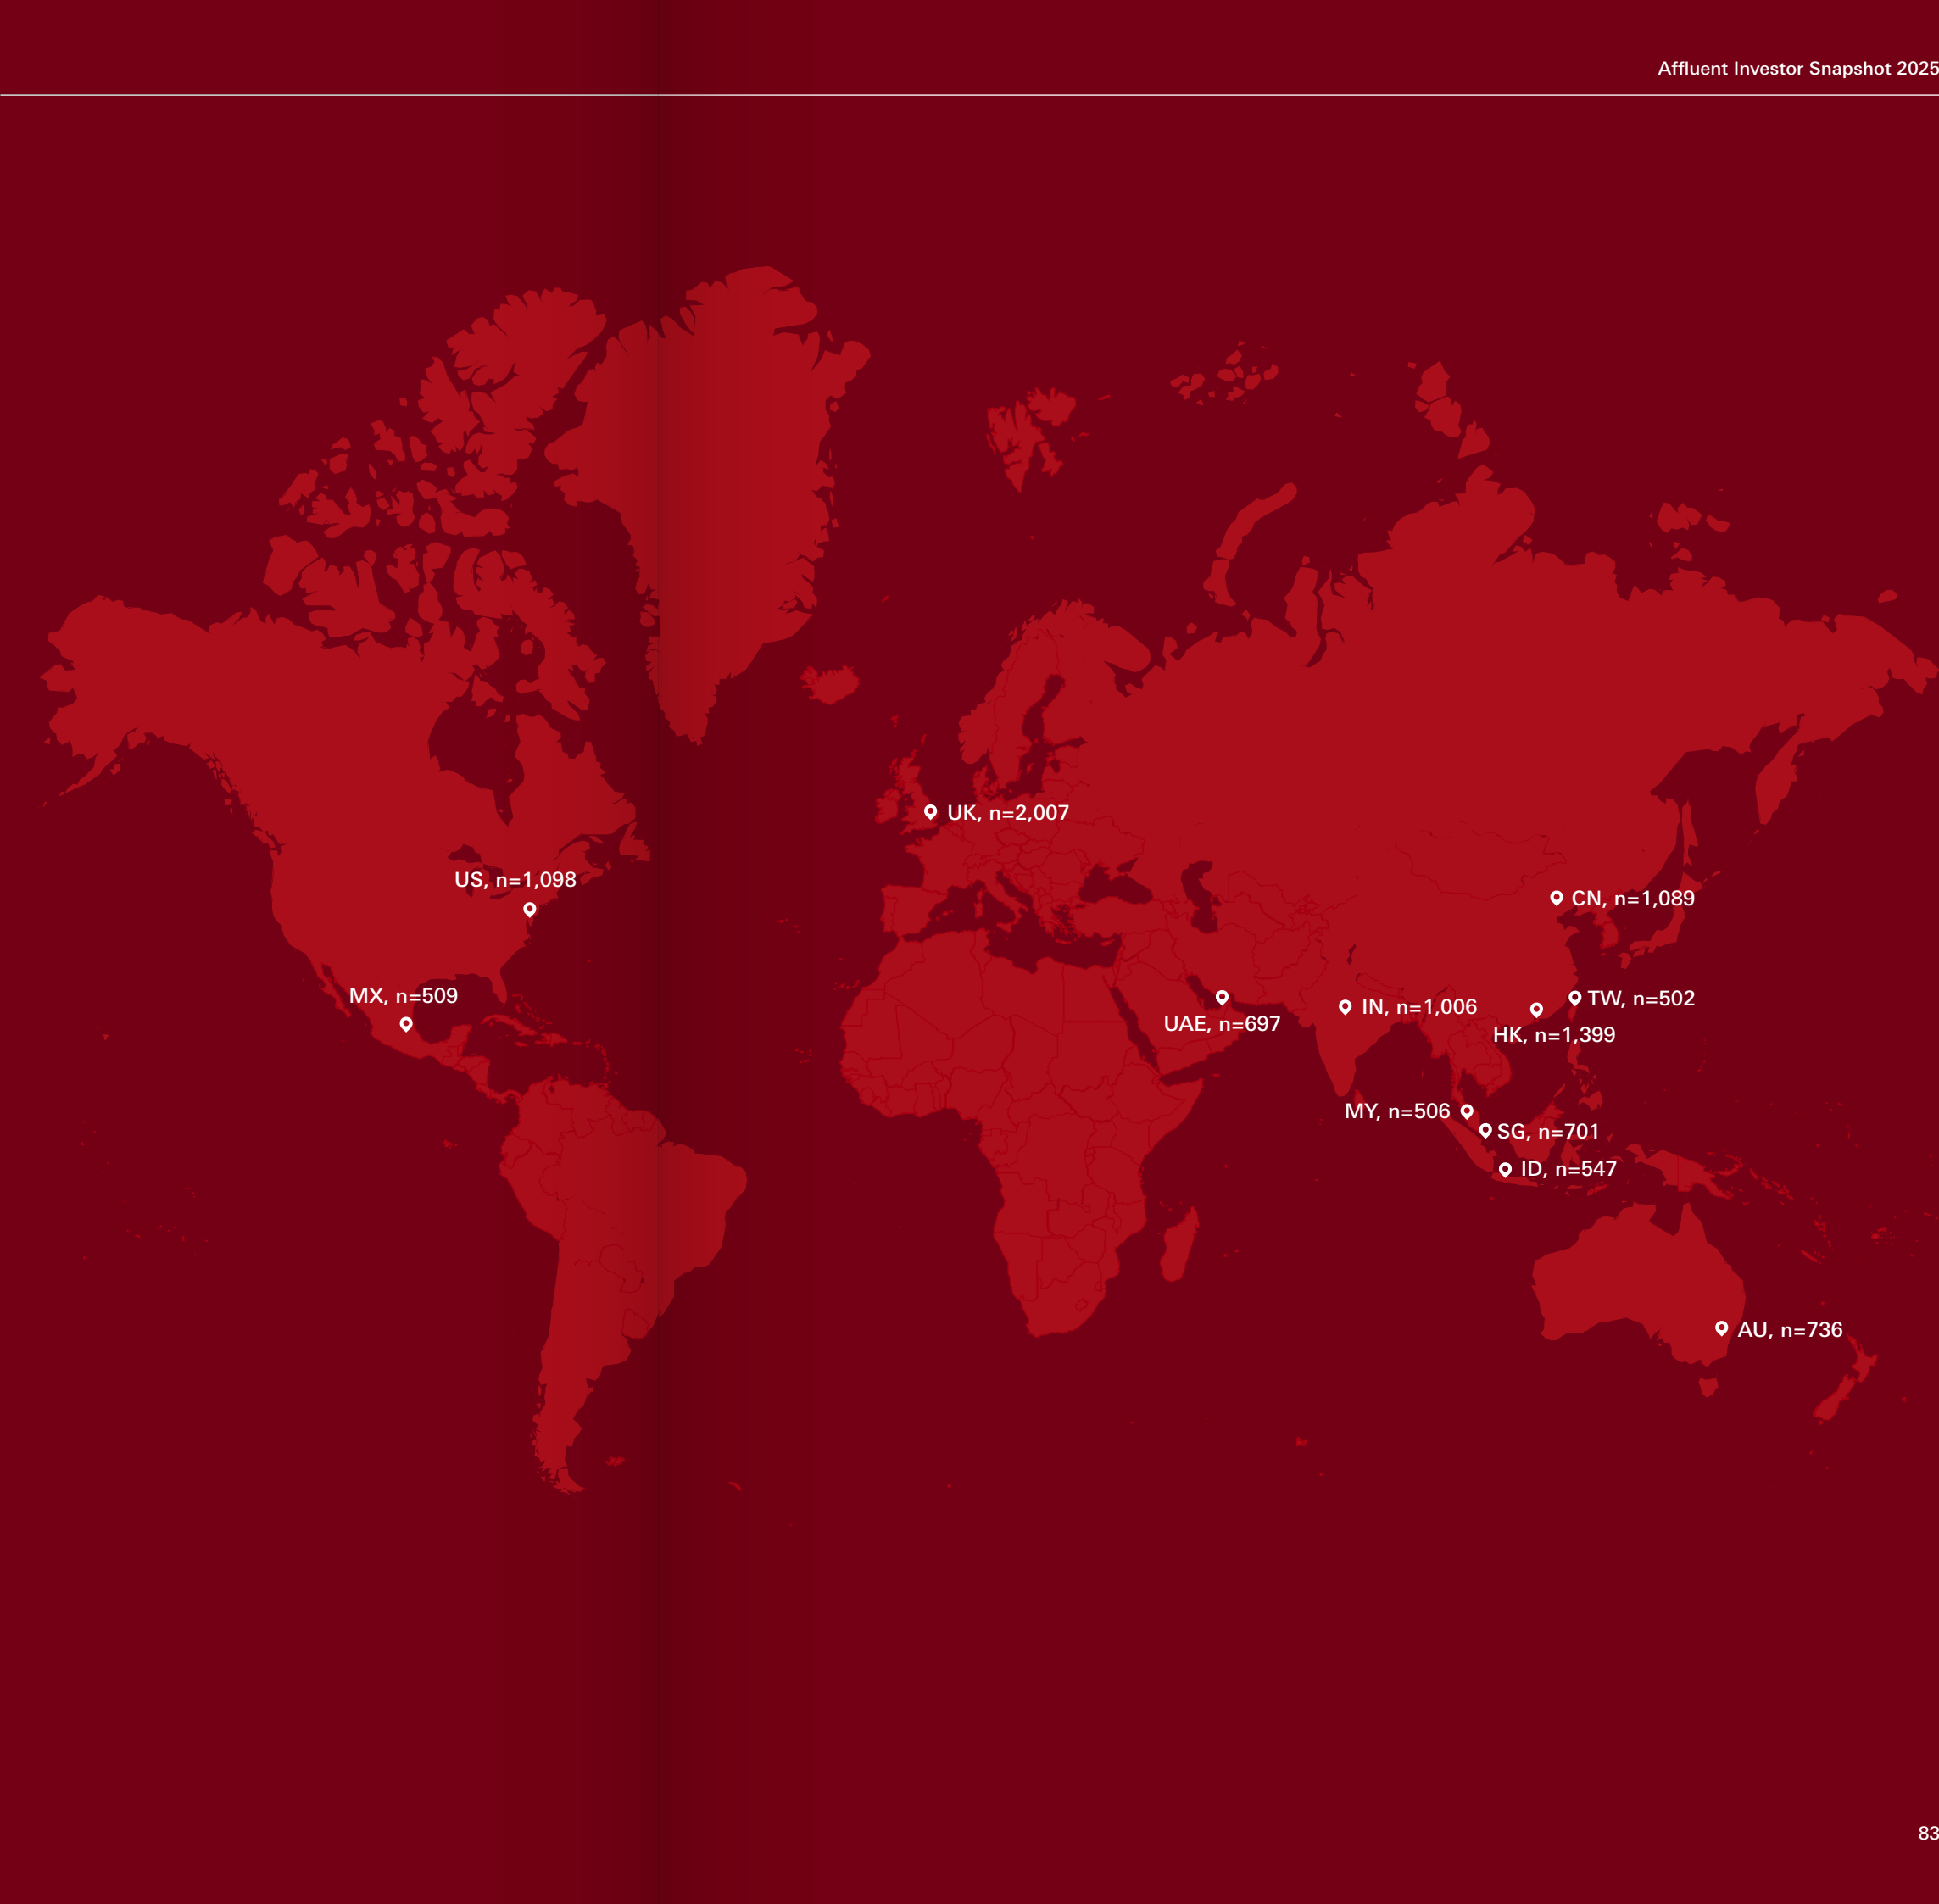 Affluent Investor Snapshot 2025
UK, n=2,007
US, n=1,098
CN, n=1,089
MX, n=509
TW, n=502
IN, n=1,006
UAE, n=697
HK, n=1,399
MY, n=506
SG, n=701
ID, n=547
AU, n=736
83